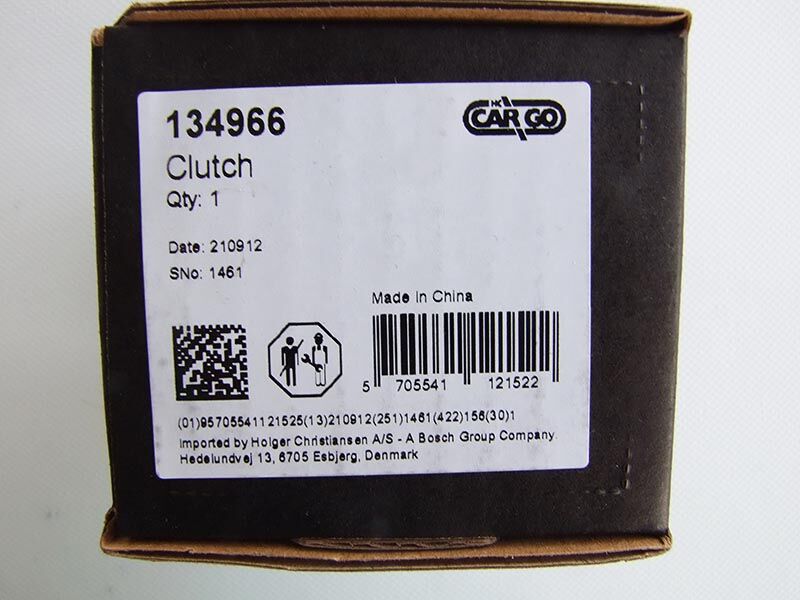 134966
HC
CARGO
Clutch
Qty: 1
Date: 210912
SNo: 1461
Made in China
5 705541 121522
(01)95705541121525(13)210912(251)1461(422)156(30)1
Imported by Holger Christiansen A/S - A Bosch Group Company
Hedelundvej 13, 6705 Esbjerg, Denmark